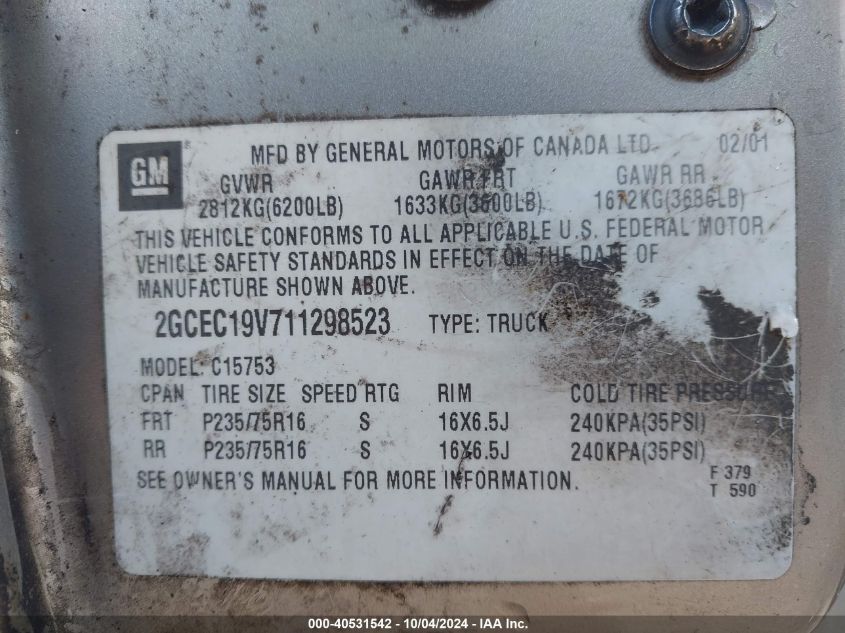 GM
MFD BY GENERAL MOTORS OF CANADA LTD. 02/01
GVWR GAWR FRT GAWR RR
2812KG(6200LB) 1633KG(3600LB) 1672KG(3686LB)
THIS VEHICLE CONFORMS TO ALL APPLICABLE U.S. FEDERAL MOTOR
VEHICLE SAFETY STANDARDS IN EFFECT ON THE DATE OF
MANUFACTURE SHOWN ABOVE.
2GCEC19V711298523 TYPE: TRUCK
MODEL: C15753
CPAN TIRE SIZE SPEED RTG RIM COLD TIRE PRESSURE
FRT P235/75R16 S 16X6.5J 240KPA(35PSI)
RR P235/75R16 S 16X6.5J 240KPA(35PSI)
SEE OWNER'S MANUAL FOR MORE INFORMATION.
F 379
T 590
000-40531542 - 10/04/2024 - IAA Inc.